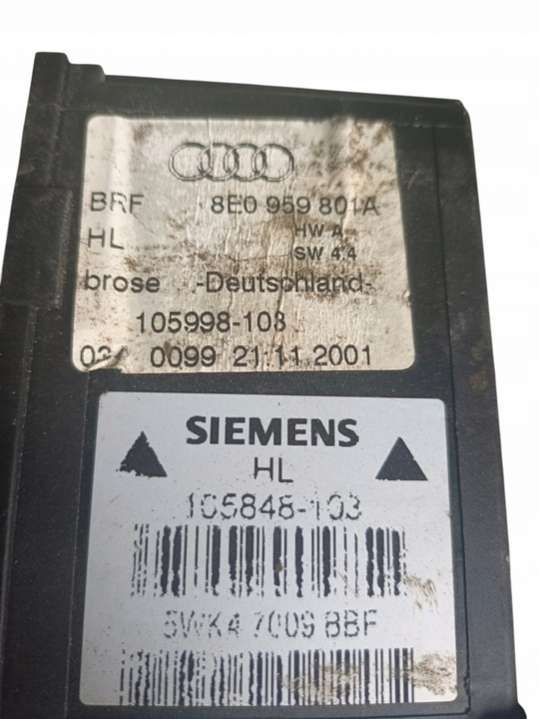 BRF 8E0 959 801A
HL HW A
SW 4.4
brose .-Deutschland-
105998-108
0099 21.11.2001
SIEMENS
HL
105848-103
5WK4 7009 BBF